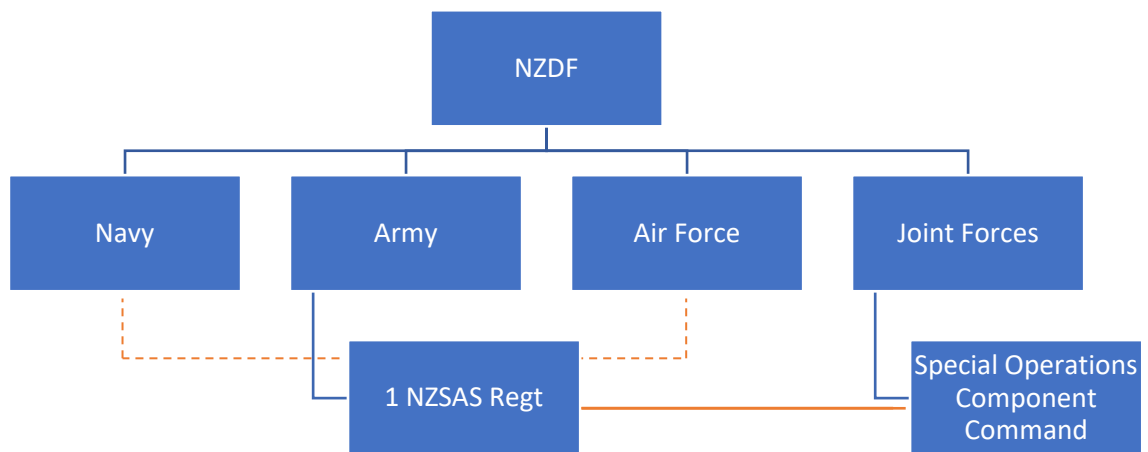 NZDF
Navy
Army
Air Force
Joint Forces
1 NZSAS Regt
Special Operations
Component
Command